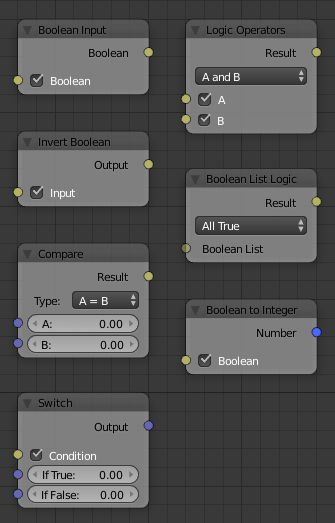 Boolean Input
Boolean
Boolean
Invert Boolean
Output
Input
Compare
Result
Type: A = B
A: 0.00
B: 0.00
Switch
Output
Condition
If True: 0.00
If False: 0.00
Logic Operators
Result
A and B
A
B
Boolean List Logic
Result
All True
Boolean List
Boolean to Integer
Number
Boolean